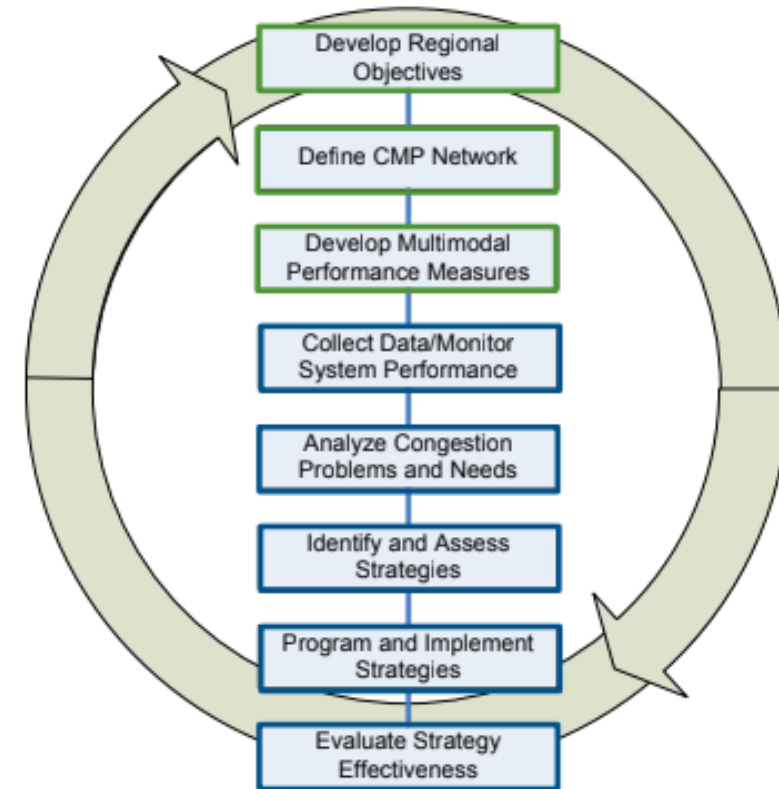 Develop Regional
Objectives
Define CMP Network
Develop Multimodal
Performance Measures
Collect Data/Monitor
System Performance
Analyze Congestion
Problems and Needs
Identify and Assess
Strategies
Program and Implement
Strategies
Evaluate Strategy
Effectiveness